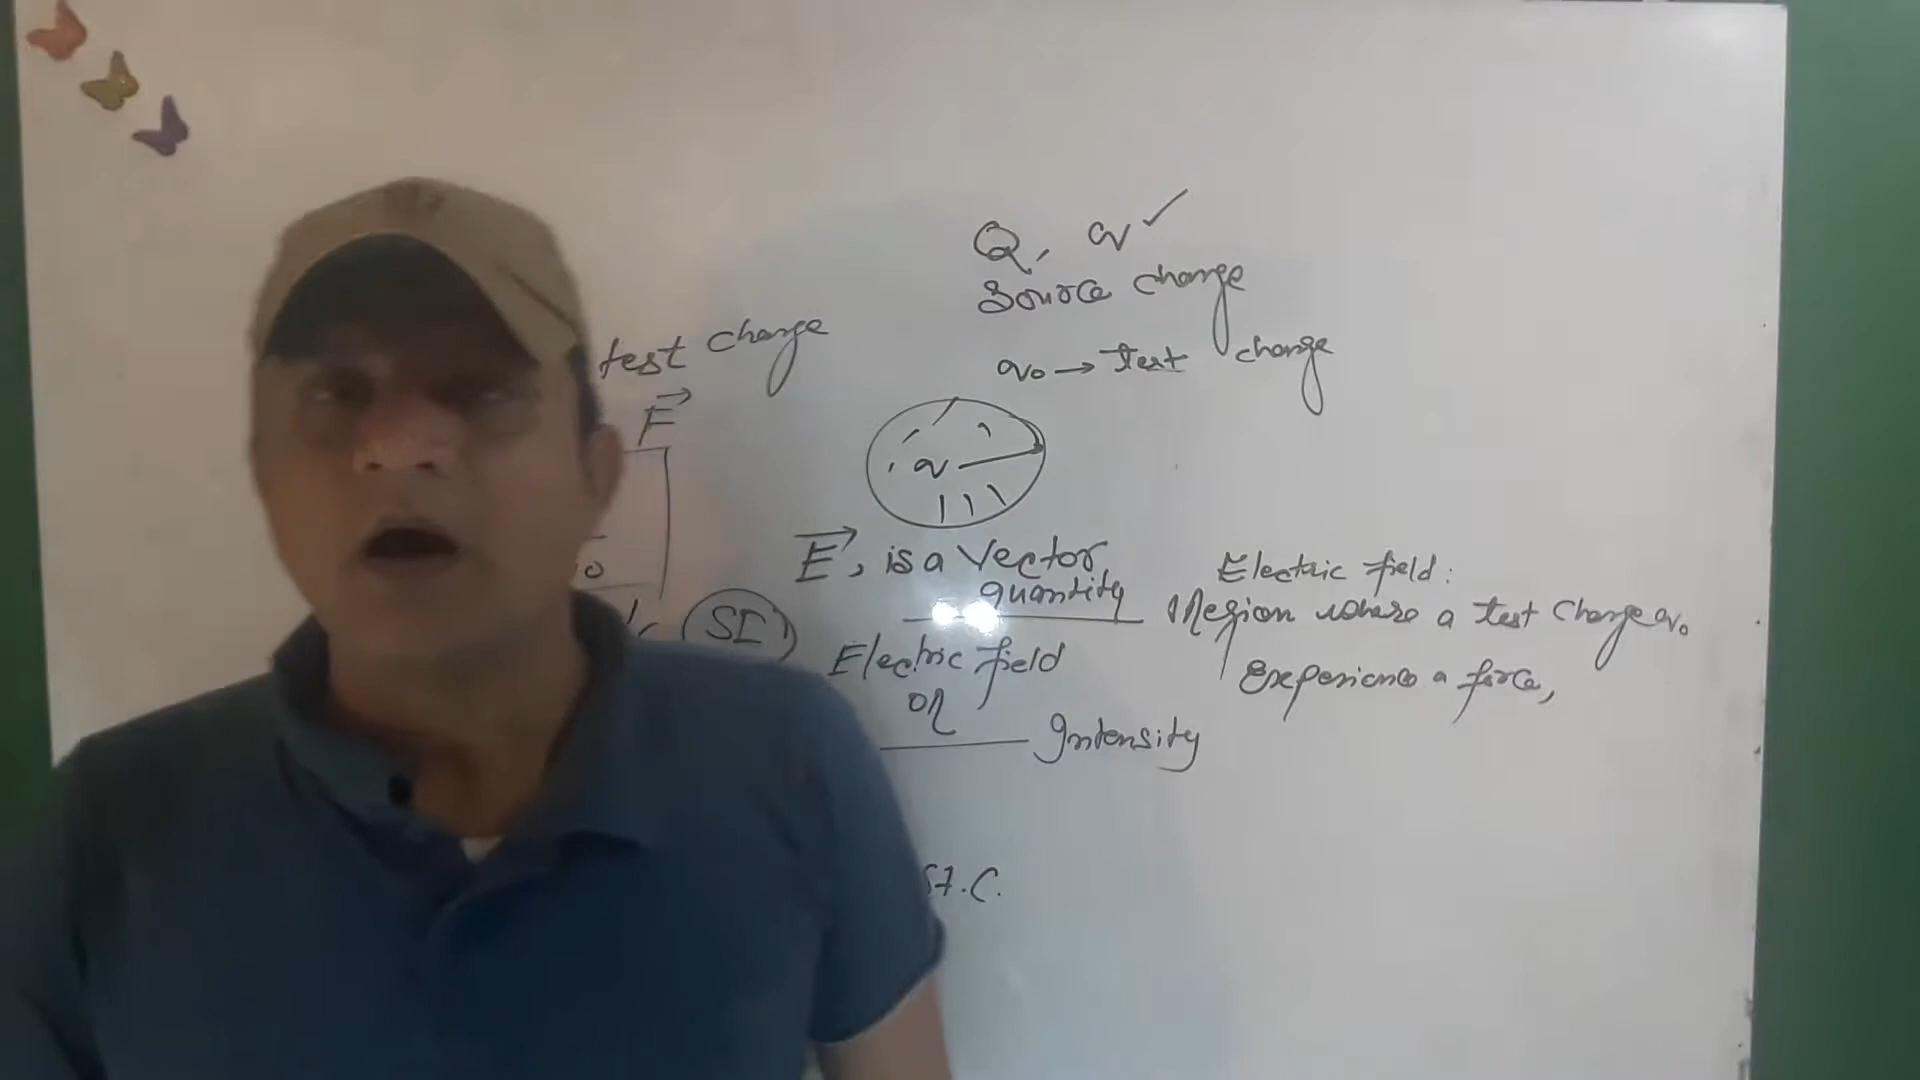 Q, q ✓
Source charge
test charge
q₀ → test charge
F
q
E, is a Vector
quantity
SI
Electric field:
Region where a test charge q₀
Experience a force,
Electric field
or
Intensity